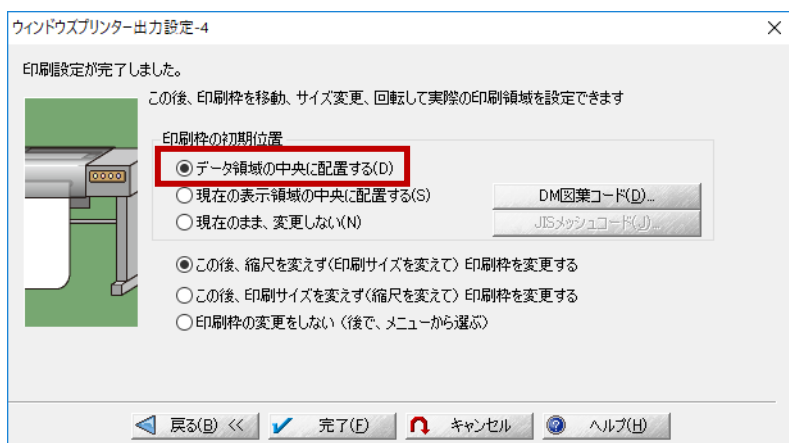 ウィンドウズプリンター出力設定-4
印刷設定が完了しました。
この後、印刷枠を移動、サイズ変更、回転して実際の印刷領域を設定できます
印刷枠の初期位置
データ領域の中央に配置する(D)
現在の表示領域の中央に配置する(S)
DM図葉コード(D)...
現在のまま、変更しない(N)
JISメッシュコード(J)...
この後、縮尺を変えず(印刷サイズを変えて) 印刷枠を変更する
この後、印刷サイズを変えず(縮尺を変えて) 印刷枠を変更する
印刷枠の変更をしない (後で、メニューから選ぶ)
戻る(B) << 完了(F) キャンセル ヘルプ(H)